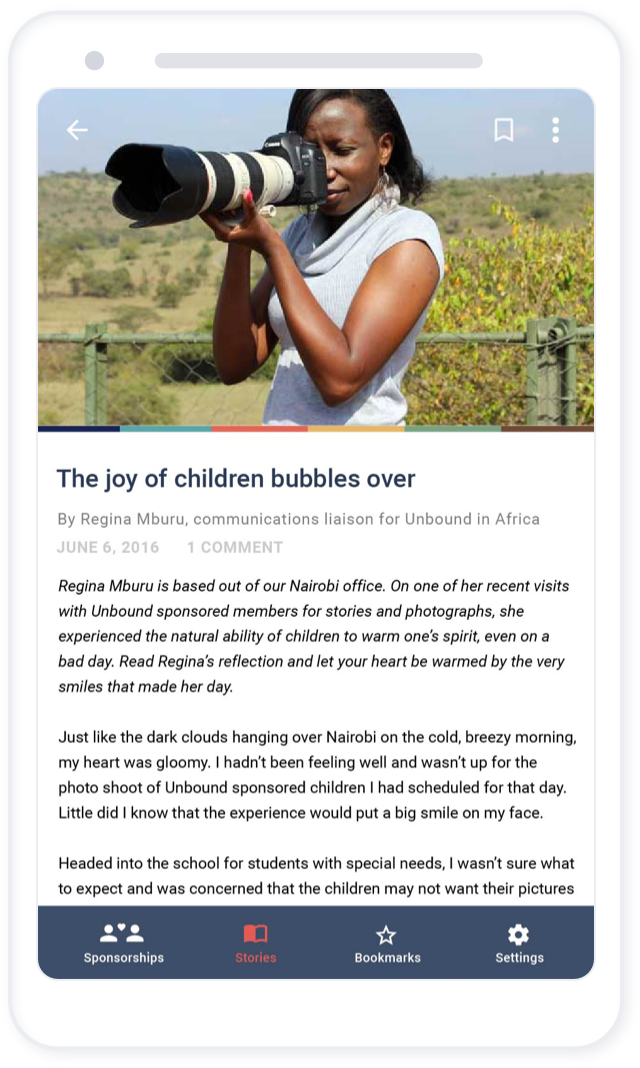 Canon
The joy of children bubbles over
By Regina Mburu, communications liaison for Unbound in Africa
JUNE 6, 2016 1 COMMENT
Regina Mburu is based out of our Nairobi office. On one of her recent visits
with Unbound sponsored members for stories and photographs, she
experienced the natural ability of children to warm one’s spirit, even on a
bad day. Read Regina’s reflection and let your heart be warmed by the very
smiles that made her day.
Just like the dark clouds hanging over Nairobi on the cold, breezy morning,
my heart was gloomy. I hadn’t been feeling well and wasn’t up for the
photo shoot of Unbound sponsored children I had scheduled for that day.
Little did I know that the experience would put a big smile on my face.
Headed into the school for students with special needs, I wasn’t sure what
to expect and was concerned that the children may not want their pictures
Sponsorships Stories Bookmarks Settings